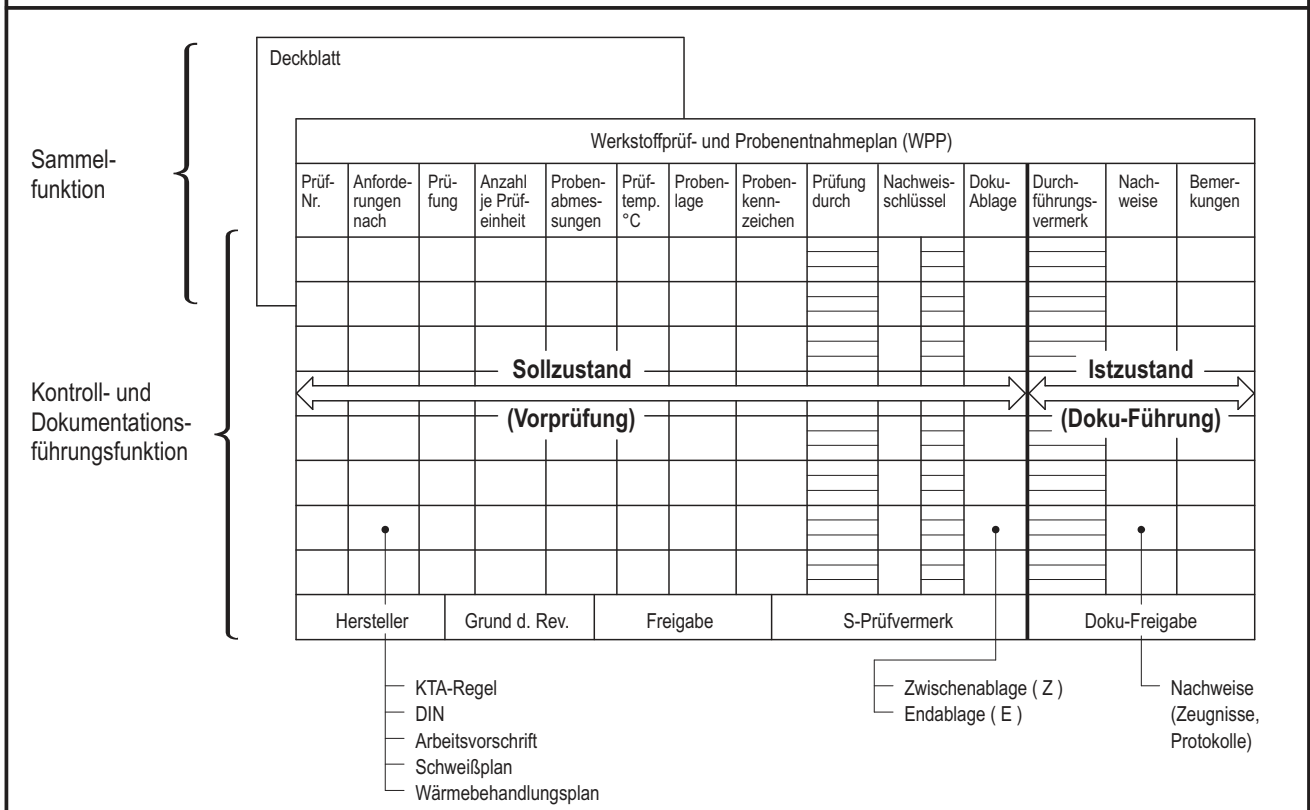 Deckblatt
Sammel-
funktion
Werkstoffprüf- und Probenentnahmeplan (WPP)
Prüf-
Nr.
Anforde-
rungen
nach
Prü-
fung
Anzahl
je Prüf-
einheit
Proben-
abmes-
sungen
Prüf-
temp.
°C
Proben-
lage
Proben-
kenn-
zeichen
Prüfung
durch
Nachweis-
schlüssel
Doku-
Ablage
Durch-
führungs-
vermerk
Nach-
weise
Bemer-
kungen
Kontroll- und
Dokumentations-
führungsfunktion
Sollzustand
(Vorprüfung)
Istzustand
(Doku-Führung)
Hersteller
Grund d. Rev.
Freigabe
S-Prüfvermerk
Doku-Freigabe
KTA-Regel
DIN
Arbeitsvorschrift
Schweißplan
Wärmebehandlungsplan
Zwischenablage ( Z )
Endablage ( E )
Nachweise
(Zeugnisse,
Protokolle)